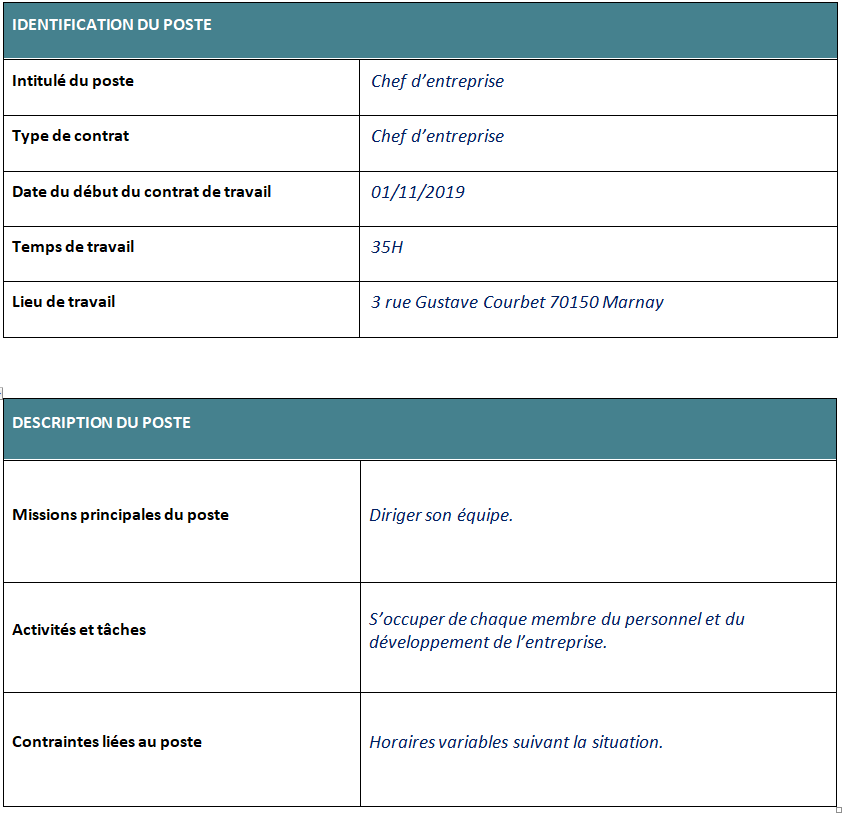 IDENTIFICATION DU POSTE
Intitulé du poste
Chef d’entreprise
Type de contrat
Chef d’entreprise
Date du début du contrat de travail
01/11/2019
Temps de travail
35H
Lieu de travail
3 rue Gustave Courbet 70150 Marnay
DESCRIPTION DU POSTE
Missions principales du poste
Diriger son équipe.
Activités et tâches
S’occuper de chaque membre du personnel et du
développement de l’entreprise.
Contraintes liées au poste
Horaires variables suivant la situation.